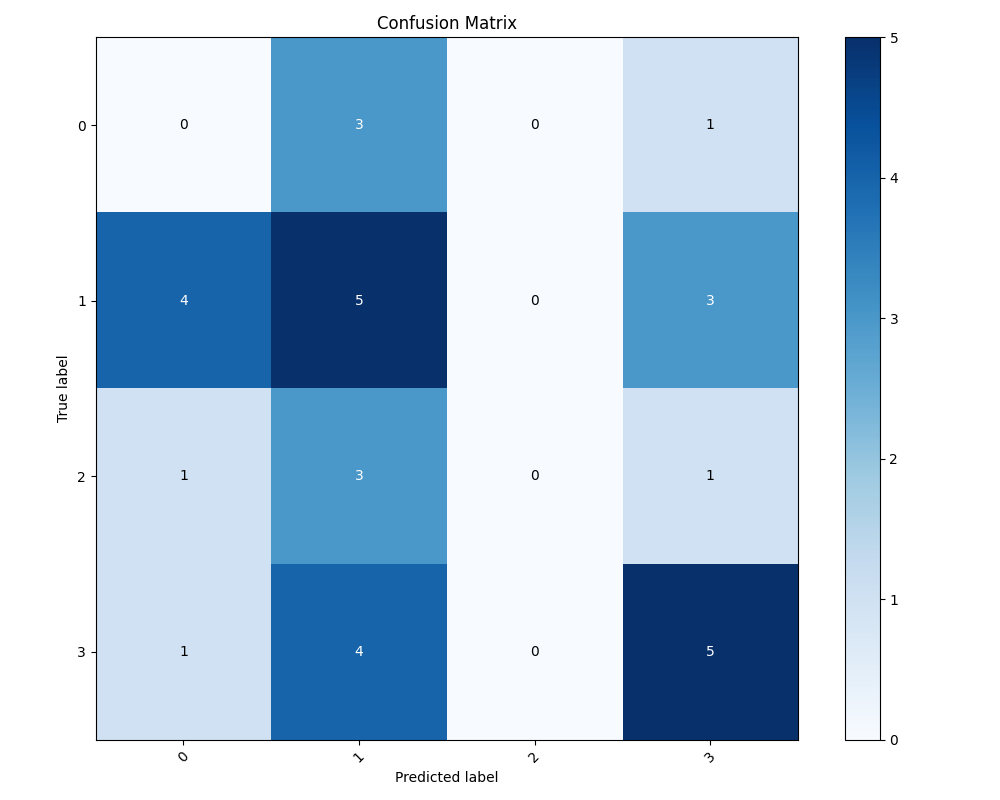 Confusion Matrix
0 0 3 0 1
1 4 5 0 3
2 1 3 0 1
3 1 4 0 5
0 1 2 3
True label
Predicted label
5
4
3
2
1
0